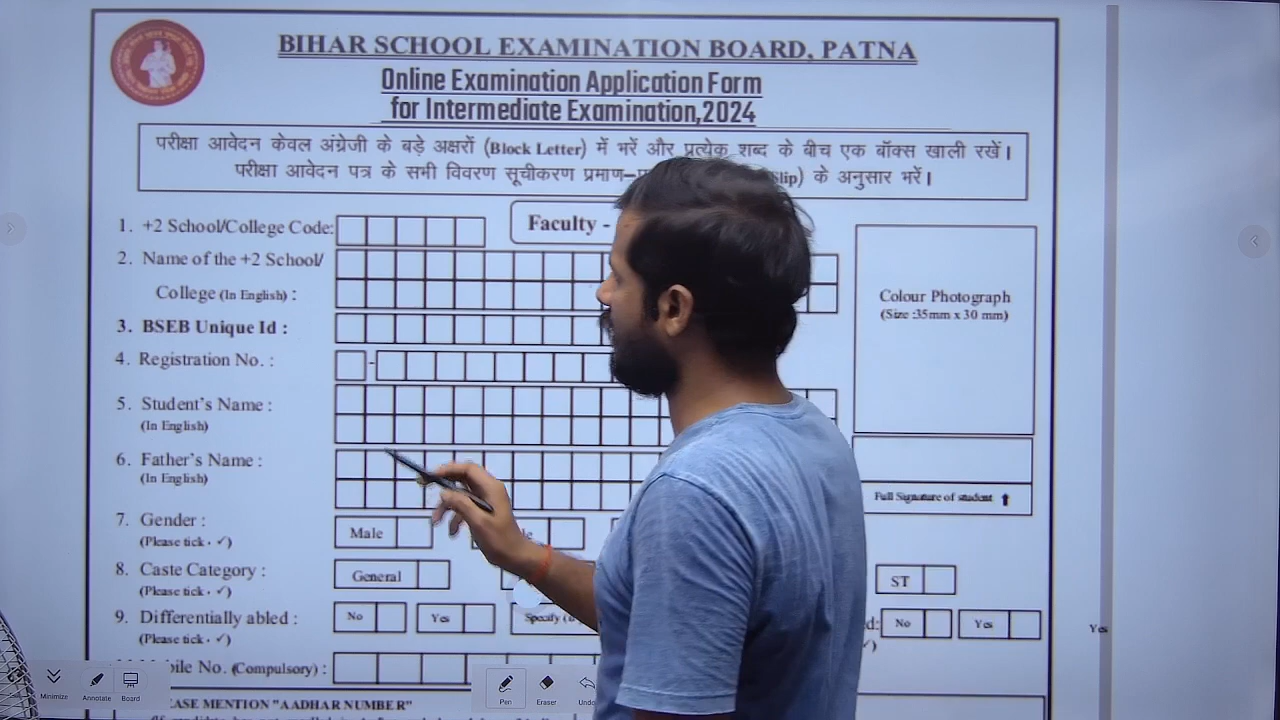 BIHAR SCHOOL EXAMINATION BOARD, PATNA
Online Examination Application Form
for Intermediate Examination,2024
परीक्षा आवेदन केवल अंग्रेजी के बड़े अक्षरों (Block Letter) में भरें और प्रत्येक शब्द के बीच एक बॉक्स खाली रखें।
परीक्षा आवेदन पत्र के सभी विवरण सूचीकरण प्रमाण– Slip) के अनुसार भरें।
1. +2 School/College Code:
Faculty -
2. Name of the +2 School/
College (In English) :
Colour Photograph
(Size :35mm x 30 mm)
3. BSEB Unique Id :
4. Registration No. : -
5. Student's Name :
(In English)
6. Father's Name :
(In English)
Full Signature of student ⬆
7. Gender :
(Please tick - ✓)
Male
8. Caste Category :
(Please tick - ✓)
General
ST
9. Differentially abled :
(Please tick - ✓)
No Yes Specify
No Yes
Yes
No. (Compulsory) :
MENTION "AADHAR NUMBER"
Minimize Annotate Board
Pen Eraser Undo